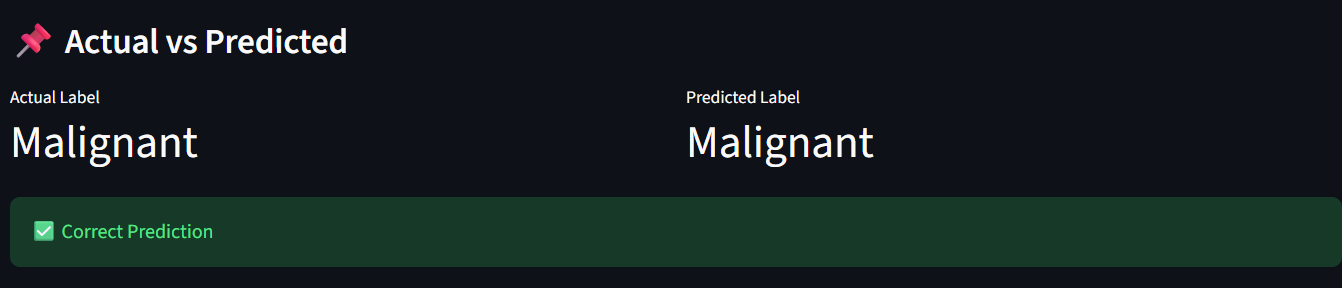 📌 Actual vs Predicted
Actual Label
Predicted Label
Malignant
Malignant
✅ Correct Prediction